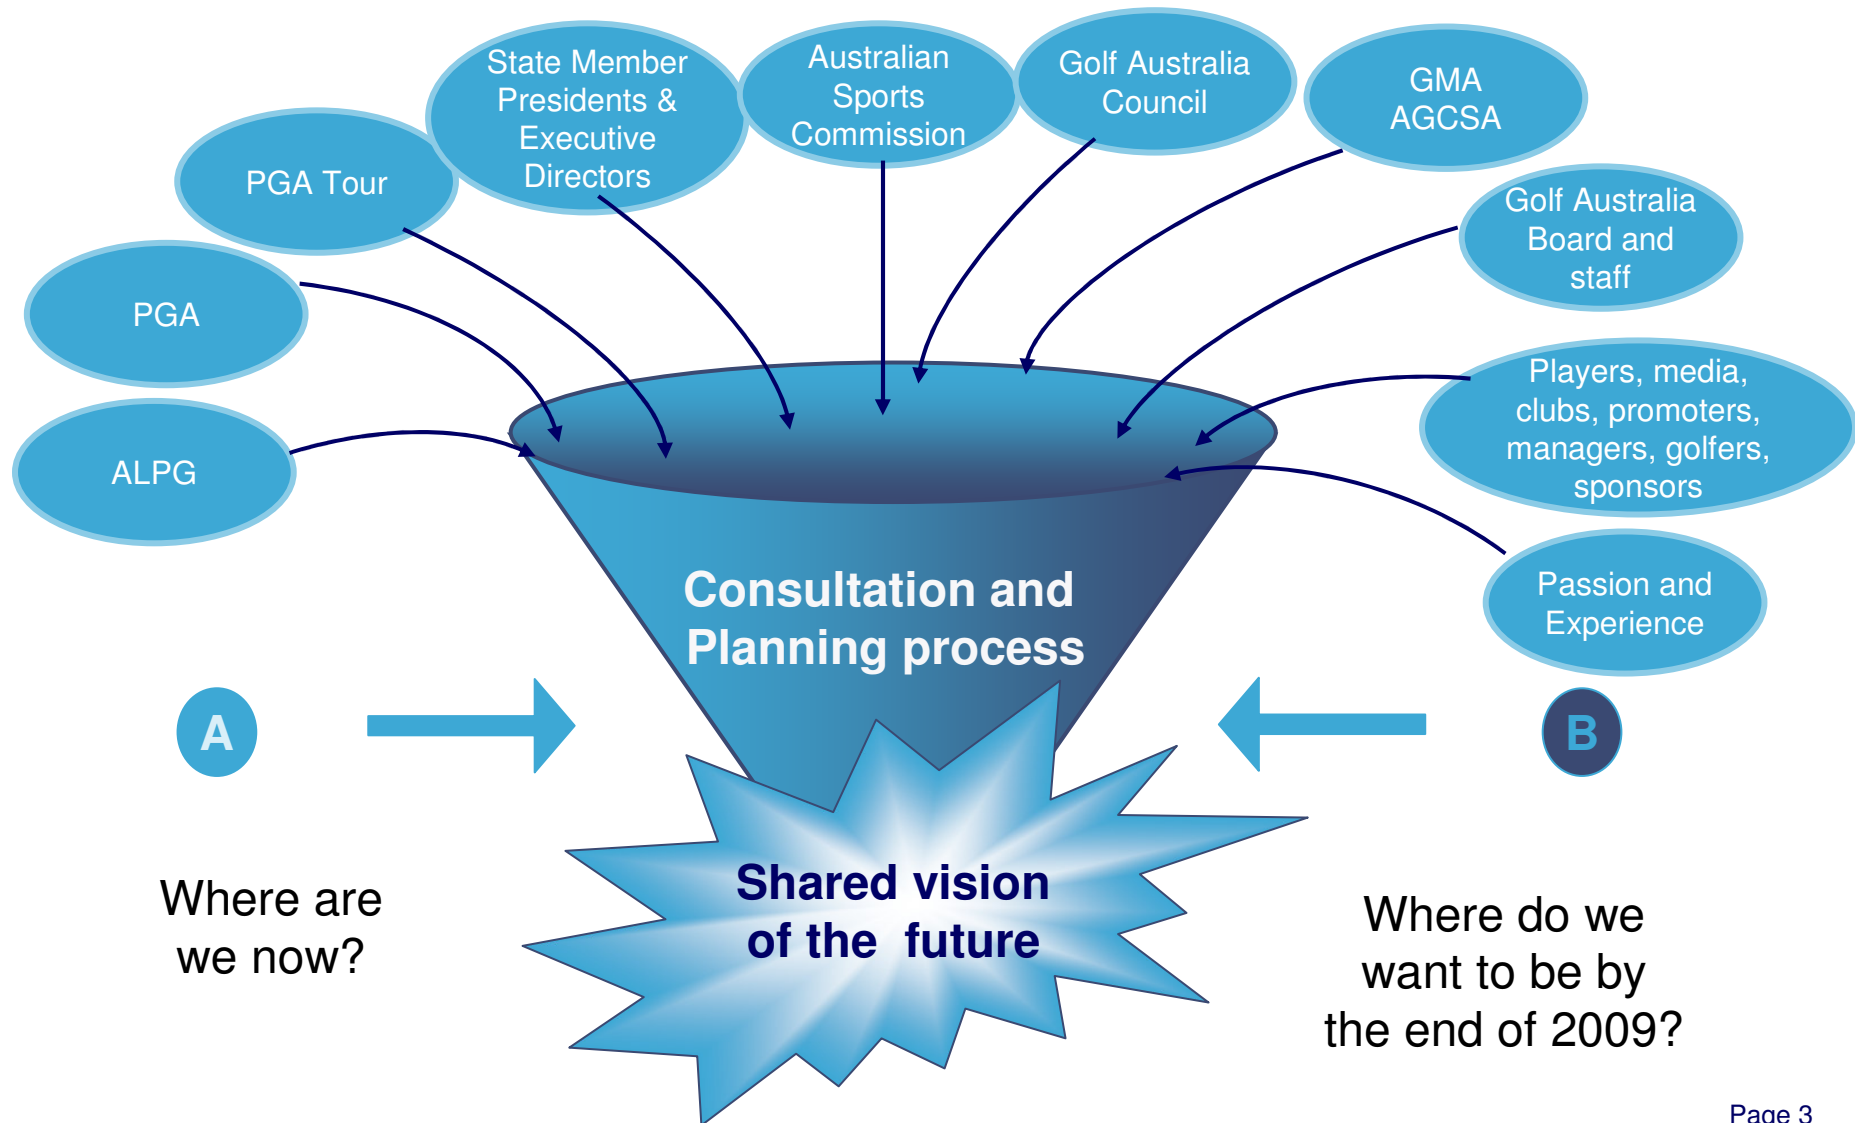 State Member
Presidents &
Executive
Directors
Australian
Sports
Commission
Golf Australia
Council
GMA
AGCSA
PGA Tour
Golf Australia
Board and
staff
PGA
Players, media,
clubs, promoters,
managers, golfers,
sponsors
ALPG
Passion and
Experience
Consultation and
Planning process
A
B
Shared vision
of the future
Where are
we now?
Where do we
want to be by
the end of 2009?
Page 3